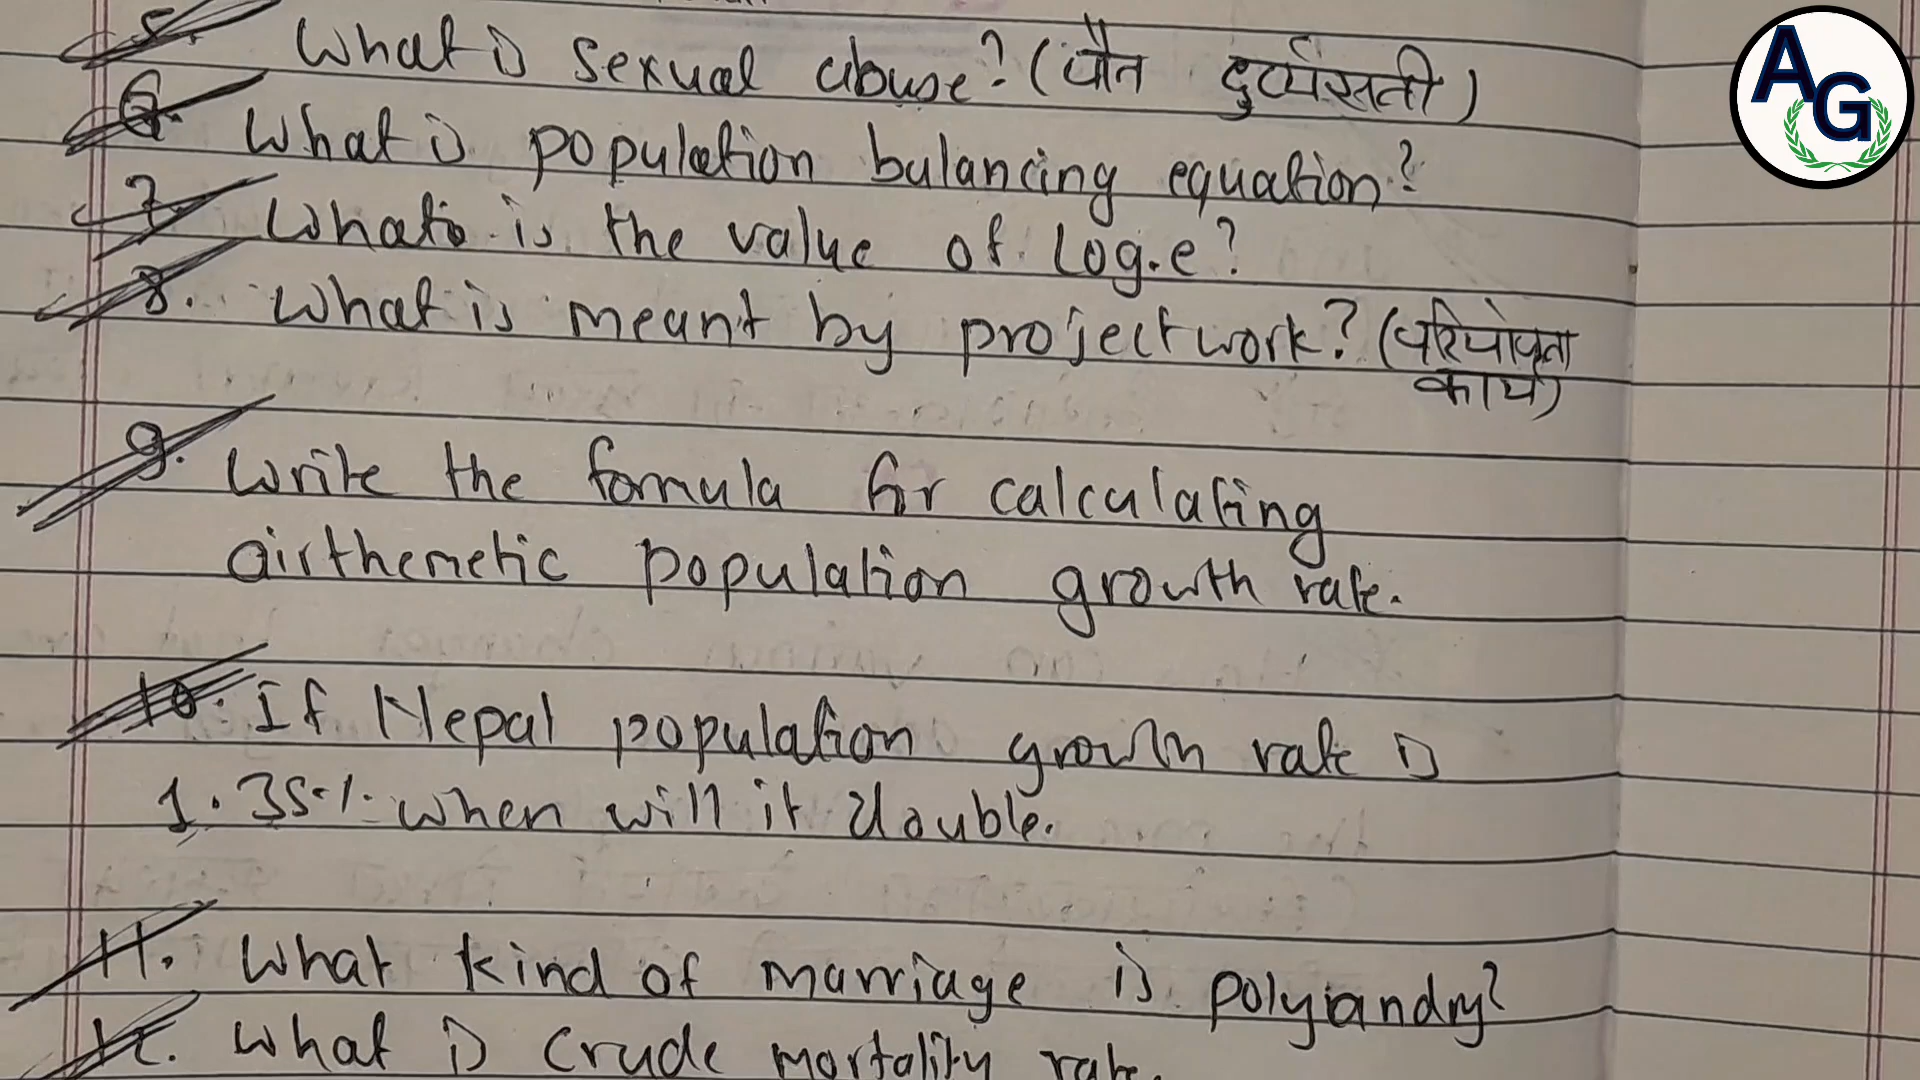 5. What is sexual abuse? (यौन दुर्व्यसती)
6. What is population balancing equation?
7. What is the value of Log.e?
8. What is meant by project work? (परियोजना
कार्य)
9. Write the formula for calculating
airthemetic population growth rate.
10. If Nepal population growth rate is
1.35% when will it double.
11. What kind of marriage is polyandry?
12. What is crude mortality rate.
AG